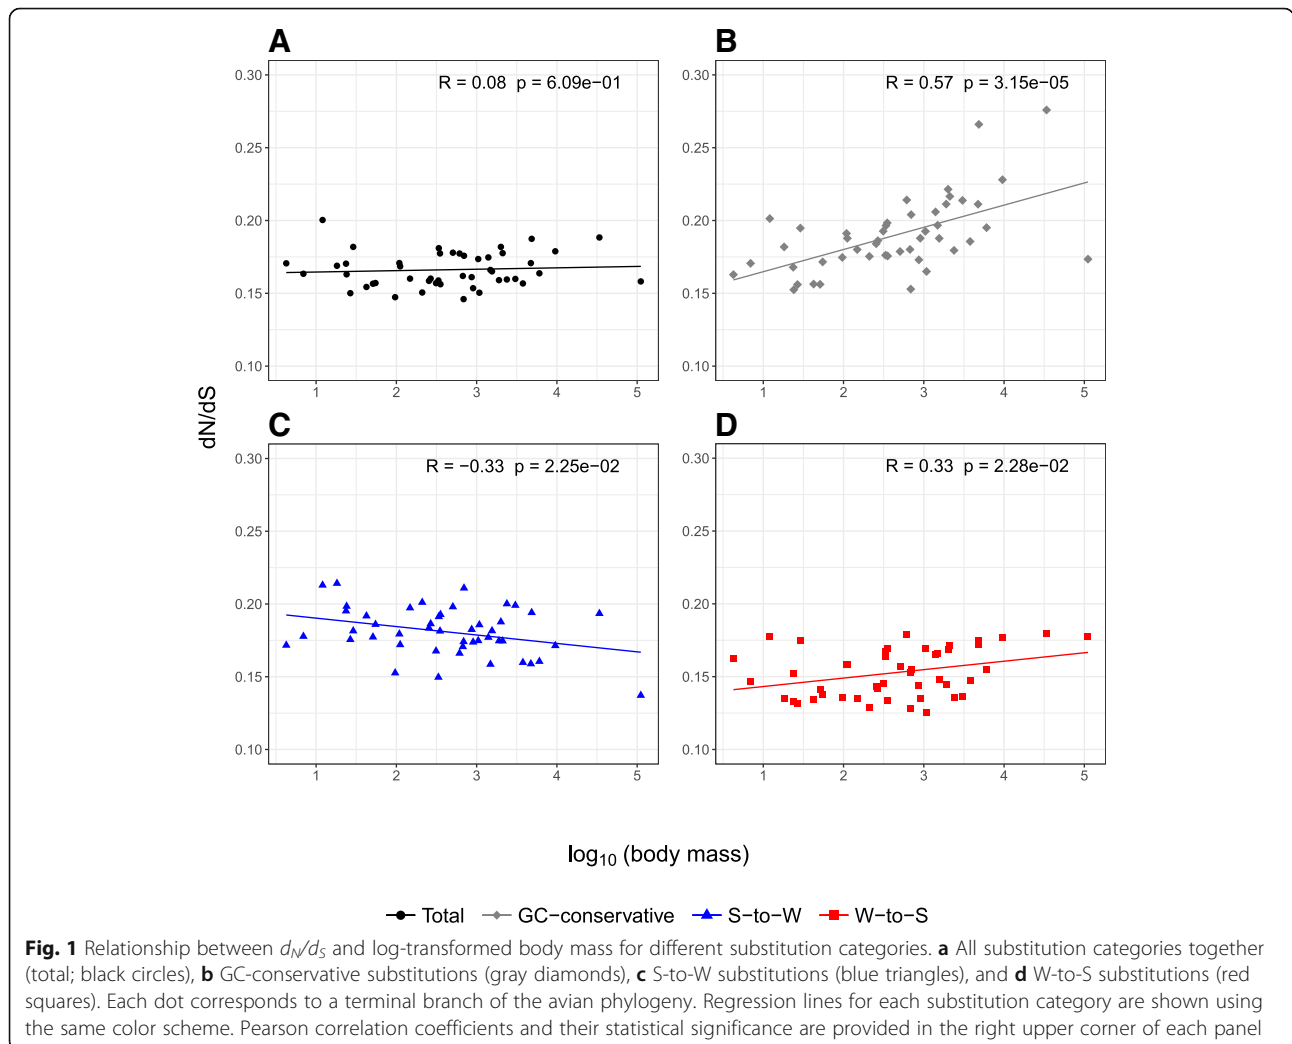 A
R = 0.08 p = 6.09e−01
0.30
0.25
0.20
0.15
0.10
1 2 3 4 5
B
R = 0.57 p = 3.15e−05
0.30
0.25
0.20
0.15
0.10
1 2 3 4 5
dN/dS
C
R = −0.33 p = 2.25e−02
0.30
0.25
0.20
0.15
0.10
1 2 3 4 5
D
R = 0.33 p = 2.28e−02
0.30
0.25
0.20
0.15
0.10
1 2 3 4 5
log10 (body mass)
Total GC−conservative S−to−W W−to−S
Fig. 1 Relationship between dN/dS and log-transformed body mass for different substitution categories. a All substitution categories together
(total; black circles), b GC-conservative substitutions (gray diamonds), c S-to-W substitutions (blue triangles), and d W-to-S substitutions (red
squares). Each dot corresponds to a terminal branch of the avian phylogeny. Regression lines for each substitution category are shown using
the same color scheme. Pearson correlation coefficients and their statistical significance are provided in the right upper corner of each panel